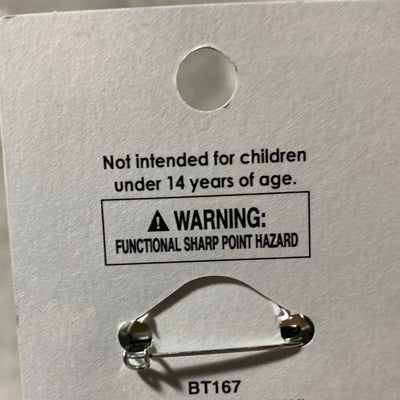 Not intended for children
under 14 years of age.
⚠ WARNING:
FUNCTIONAL SHARP POINT HAZARD
BT167